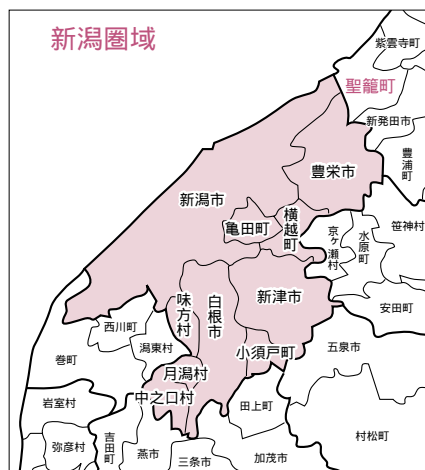 新潟圏域
紫雲寺町
聖籠町
新発田市
豊浦町
豊栄市
新潟市
亀田町
横越町
京ヶ瀬村
水原町
笹神村
安田町
新津市
味方村
白根市
西川町
潟東村
巻町
小須戸町
五泉市
月潟村
中之口村
岩室村
田上町
吉田町
弥彦村
燕市
三条市
加茂市
村松町